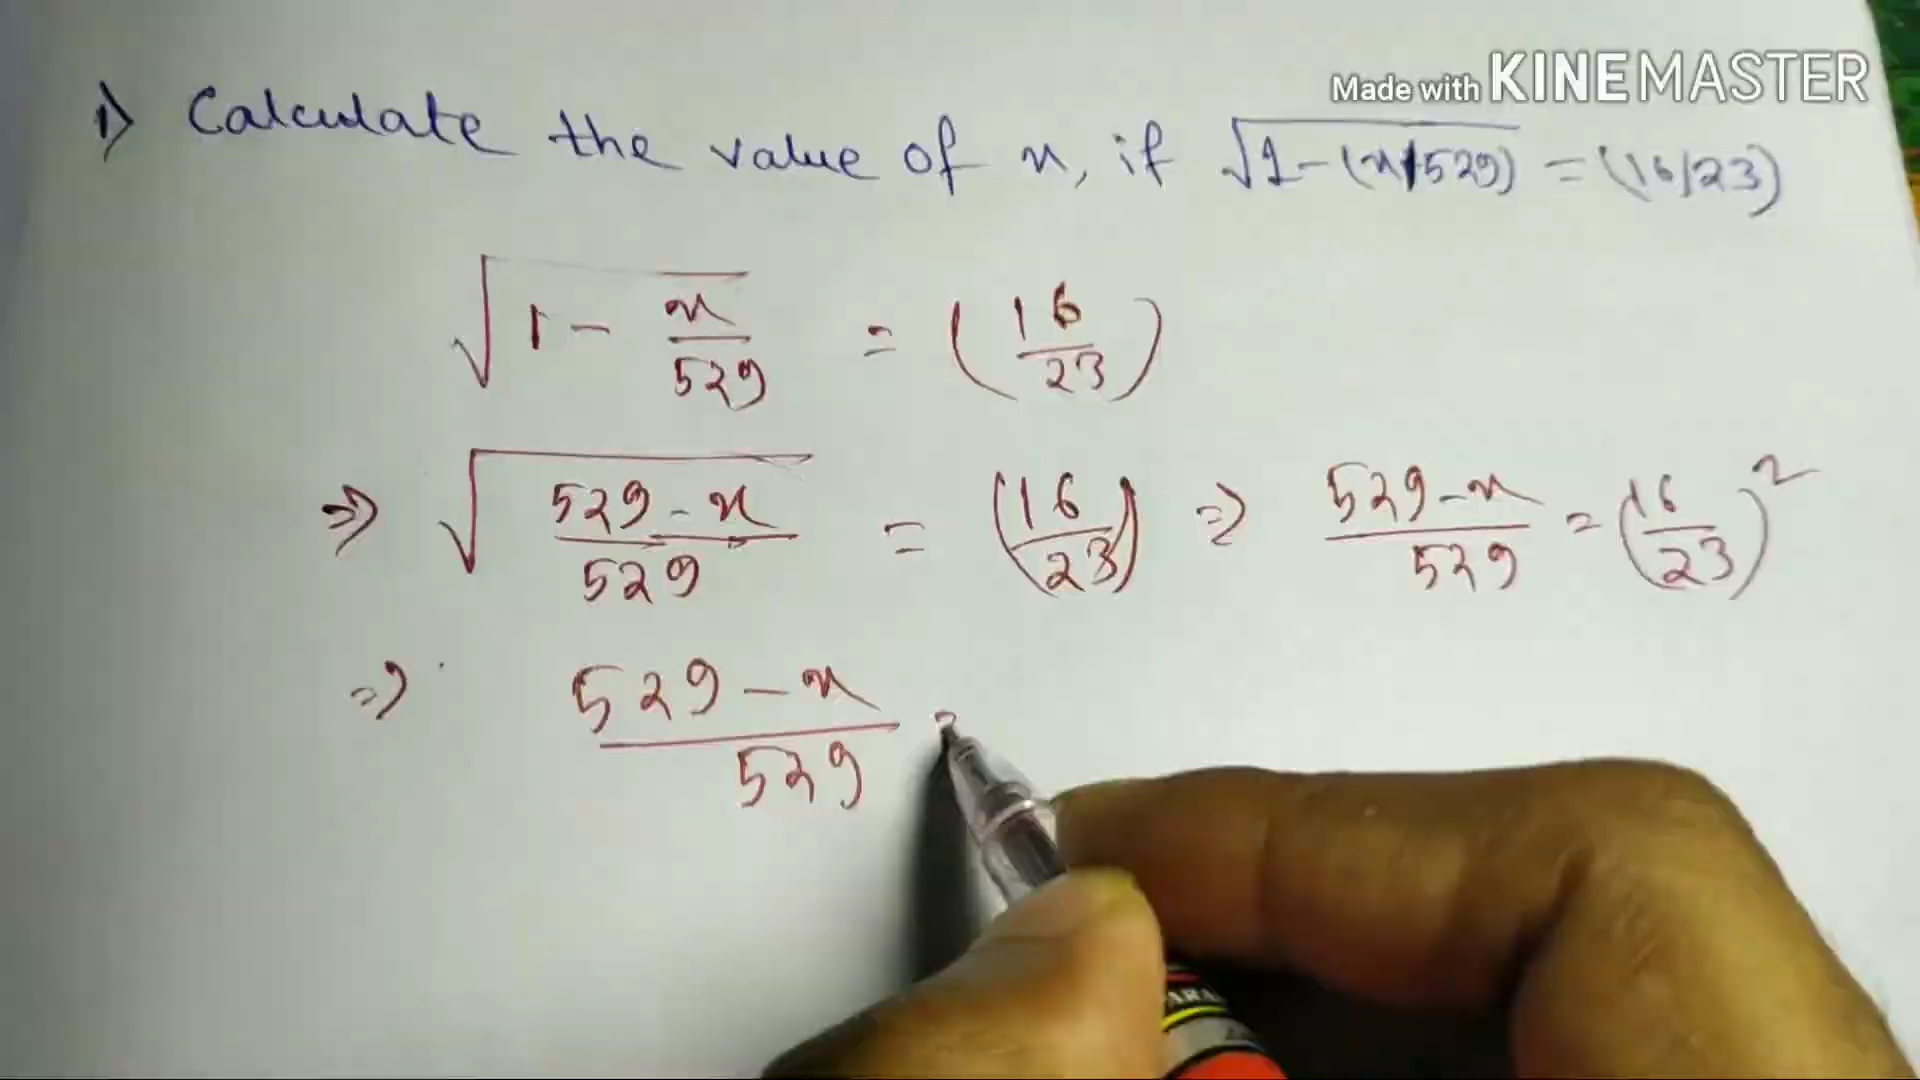 Made with KINEMASTER
1) Calculate the value of x, if √1-(x/529) = (16/23)
√1 - x/529 = (16/23)
⇒ √529-x/529 = (16/23) ⇒ 529-x/529 = (16/23)²
⇒ 529-x/529 =